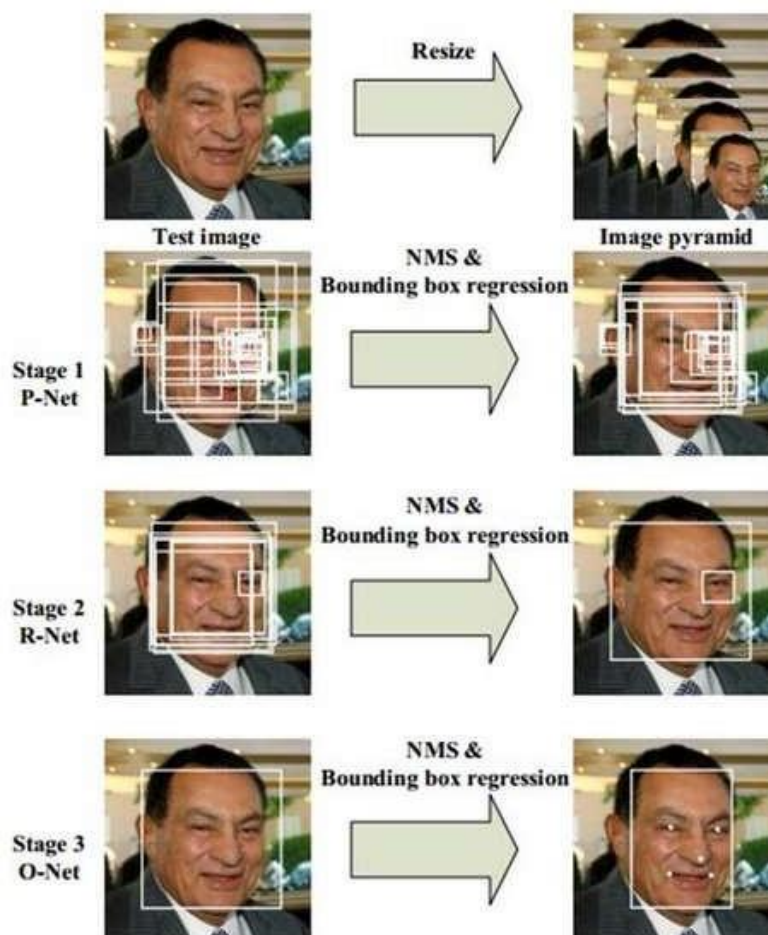 Resize
Test image
Image pyramid
NMS &
Bounding box regression
Stage 1
P-Net
NMS &
Bounding box regression
Stage 2
R-Net
NMS &
Bounding box regression
Stage 3
O-Net